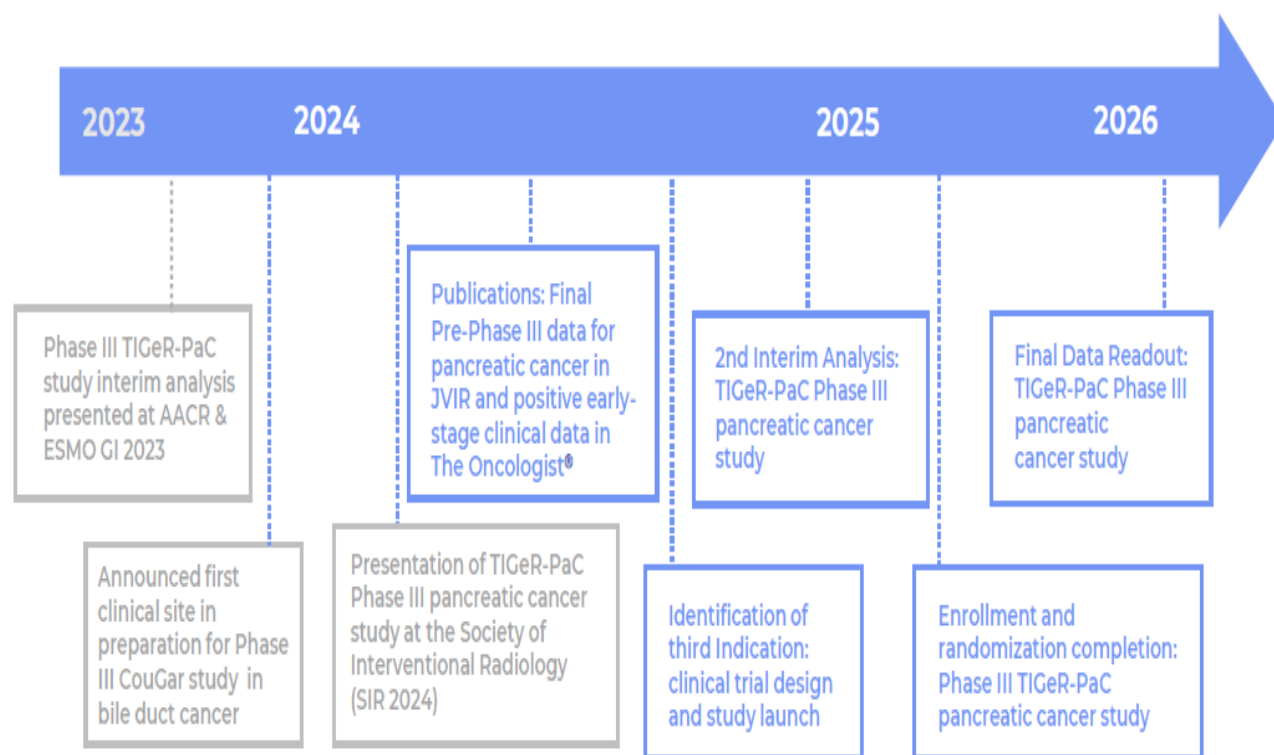 2023
2024
2025
2026
Phase III TIGeR-PaC
study interim analysis
presented at AACR &
ESMO GI 2023
Announced first
clinical site in
preparation for Phase
III CouGar study in
bile duct cancer
Presentation of TIGeR-PaC
Phase III pancreatic cancer
study at the Society of
Interventional Radiology
(SIR 2024)
Publications: Final
Pre-Phase III data for
pancreatic cancer in
JVIR and positive early-
stage clinical data in
The Oncologist®
Identification of
third Indication:
clinical trial design
and study launch
2nd Interim Analysis:
TIGeR-PaC Phase III
pancreatic cancer
study
Enrollment and
randomization completion:
Phase III TIGeR-PaC
pancreatic cancer study
Final Data Readout:
TIGeR-PaC Phase III
pancreatic
cancer study